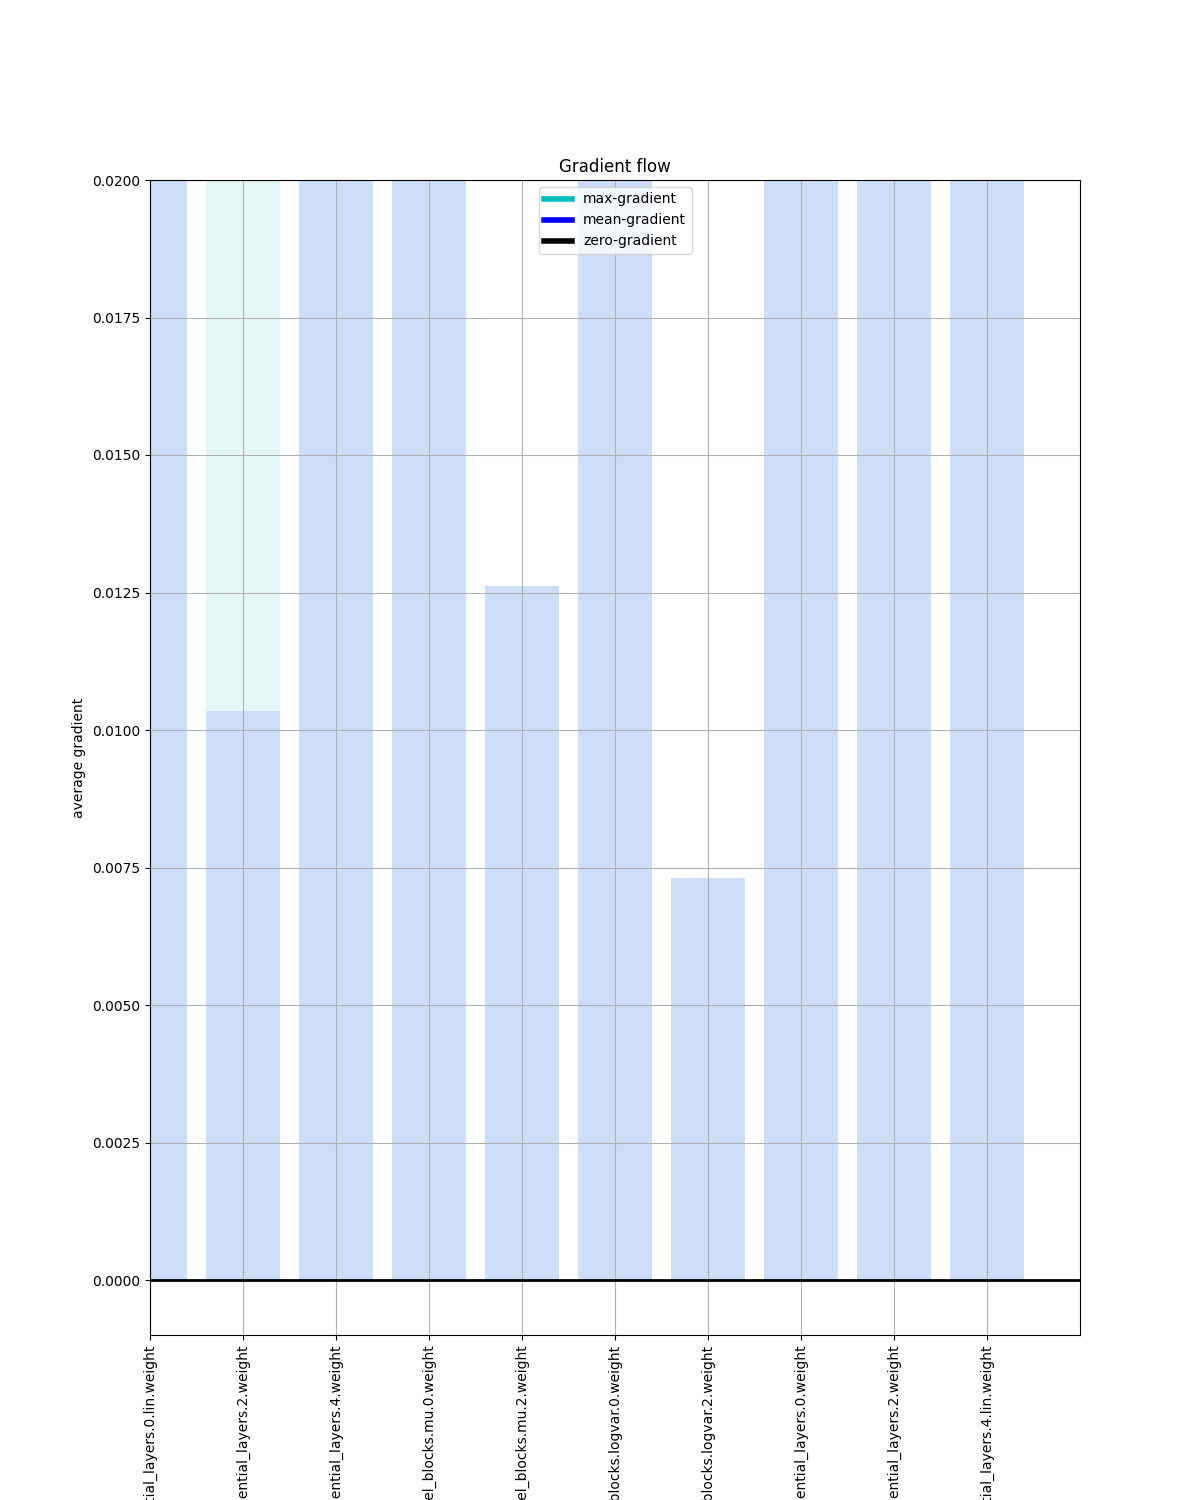 Gradient flow
max-gradient
mean-gradient
zero-gradient
0.0200
0.0175
0.0150
0.0125
0.0100
0.0075
0.0050
0.0025
0.0000
average gradient
tial_layers.0.lin.weight
ential_layers.2.weight
ential_layers.4.weight
el_blocks.mu.0.weight
el_blocks.mu.2.weight
blocks.logvar.0.weight
blocks.logvar.2.weight
ential_layers.0.weight
ential_layers.2.weight
tial_layers.4.lin.weight